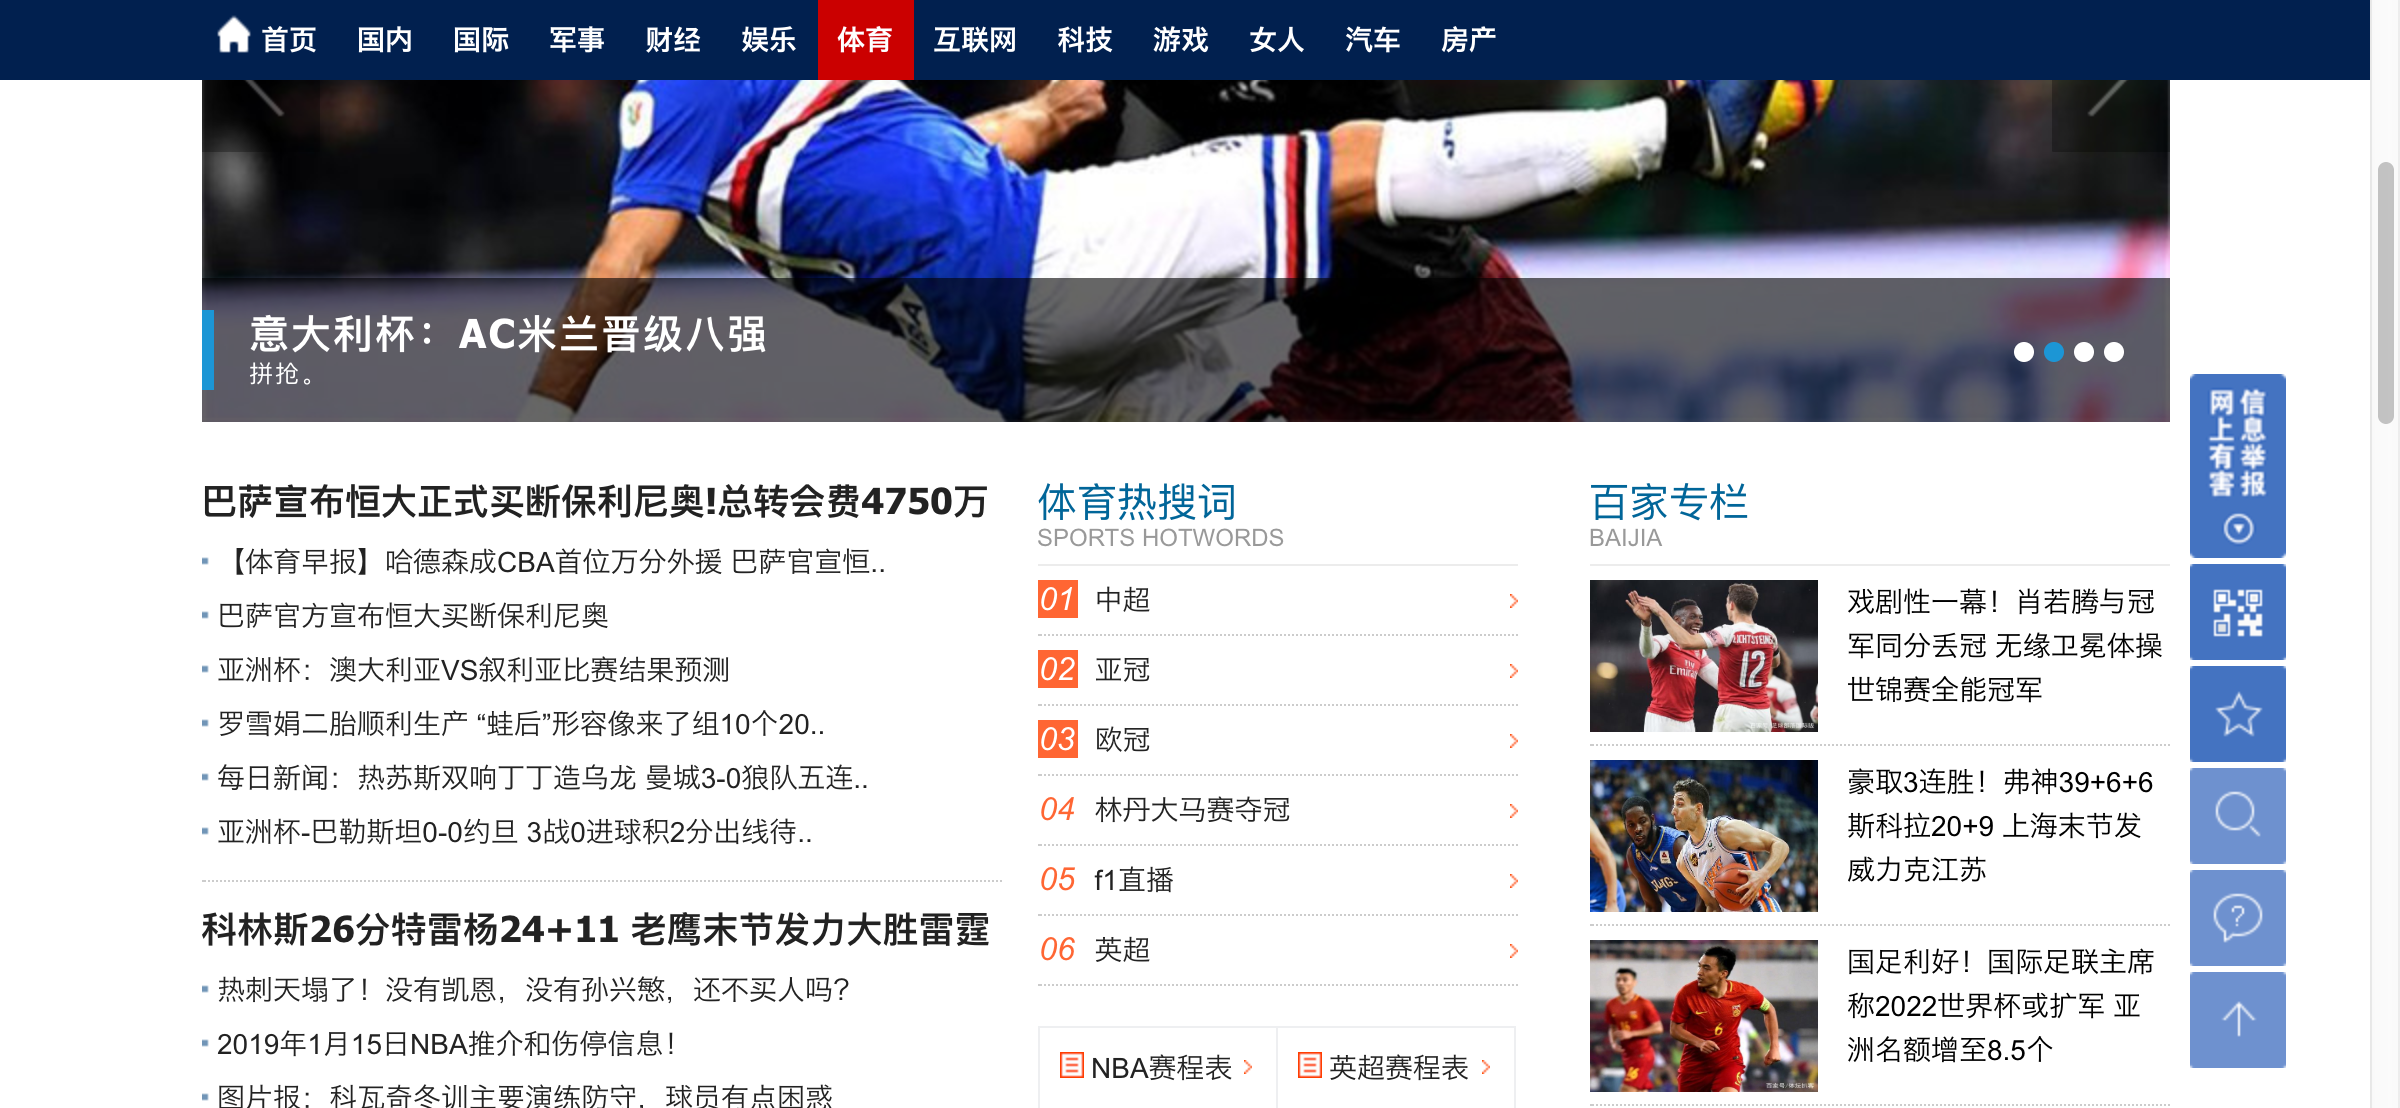 首页 国内 国际 军事 财经 娱乐 体育 互联网 科技 游戏 女人 汽车 房产
意大利杯：AC米兰晋级八强
拼抢。
巴萨宣布恒大正式买断保利尼奥!总转会费4750万
【体育早报】哈德森成CBA首位万分外援 巴萨官宣恒..
巴萨官方宣布恒大买断保利尼奥
亚洲杯：澳大利亚VS叙利亚比赛结果预测
罗雪娟二胎顺利生产 “蛙后”形容像来了组10个20..
每日新闻：热苏斯双响丁丁造乌龙 曼城3-0狼队五连..
亚洲杯-巴勒斯坦0-0约旦 3战0进球积2分出线待..
科林斯26分特雷杨24+11 老鹰末节发力大胜雷霆
热刺天塌了！没有凯恩，没有孙兴慜，还不买人吗？
2019年1月15日NBA推介和伤停信息！
图片报：科瓦奇冬训主要演练防守，球员有点困惑
体育热搜词
SPORTS HOTWORDS
01 中超
02 亚冠
03 欧冠
04 林丹大马赛夺冠
05 f1直播
06 英超
NBA赛程表
英超赛程表
百家专栏
BAIJIA
戏剧性一幕！肖若腾与冠
军同分丢冠 无缘卫冕体操
世锦赛全能冠军
12
豪取3连胜！弗神39+6+6
斯科拉20+9 上海末节发
威力克江苏
国足利好！国际足联主席
称2022世界杯或扩军 亚
洲名额增至8.5个
6
网上有害
信息举报